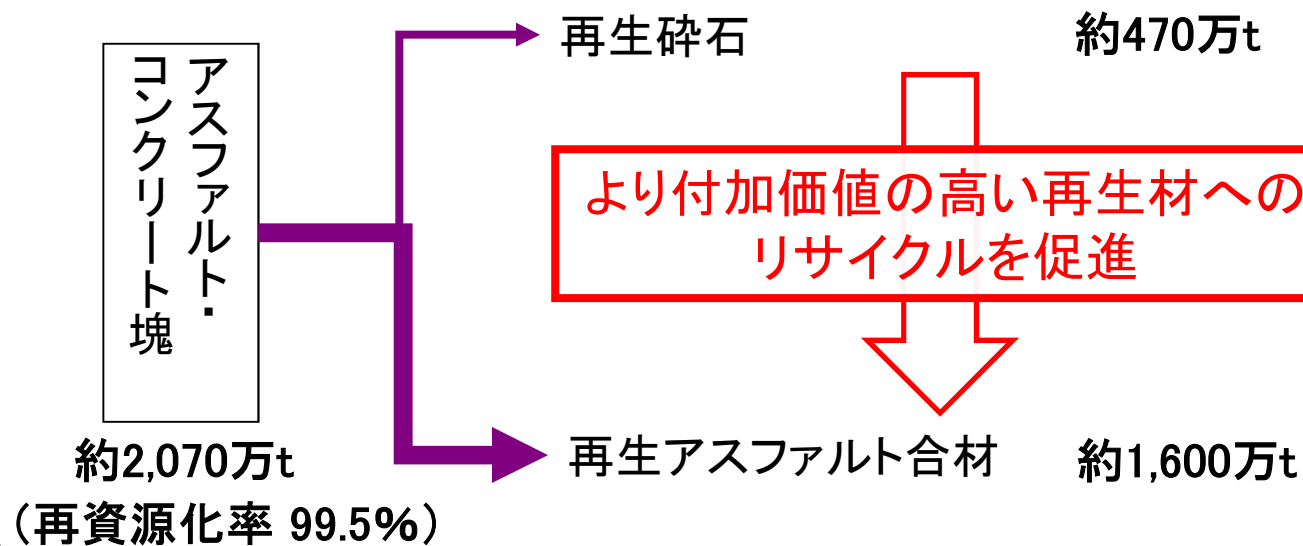 アスファルト・
コンクリート塊
約2,070万t
（再資源化率 99.5%）
再生砕石
約470万t
より付加価値の高い再生材への
リサイクルを促進
再生アスファルト合材
約1,600万t